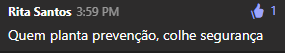 Rita Santos 3:59 PM 1
Quem planta prevenção, colhe segurança